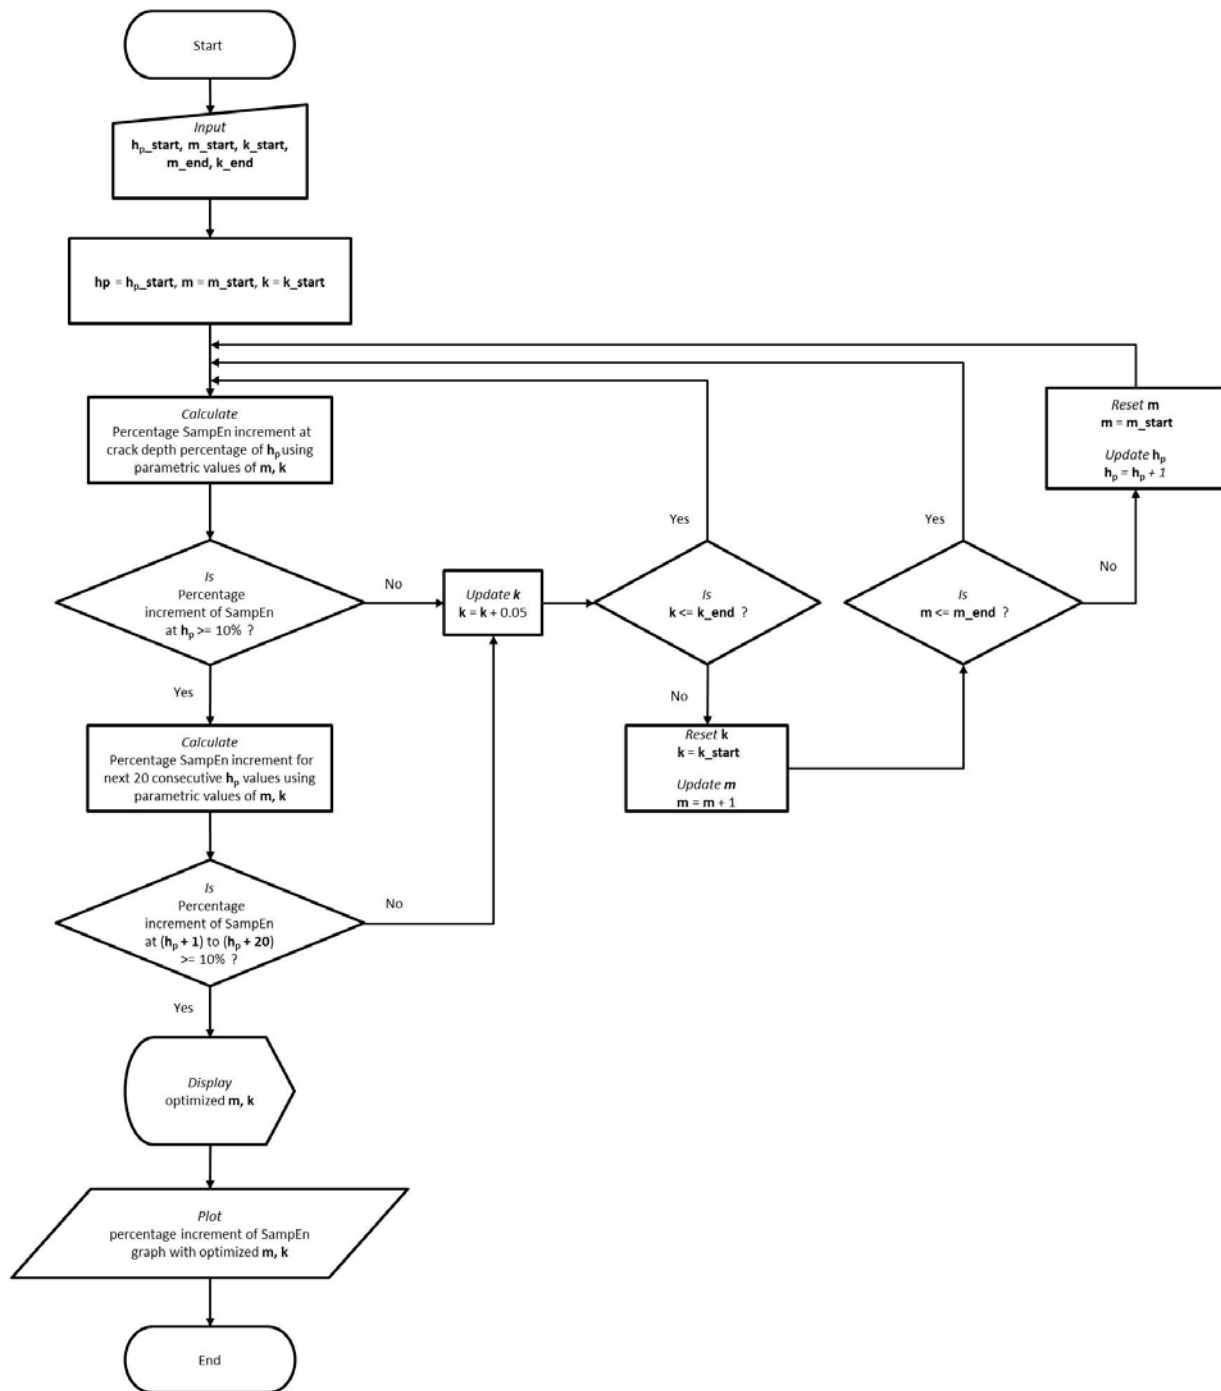 Start
Input
hp_start, m_start, k_start,
m_end, k_end
hp = hp_start, m = m_start, k = k_start
Calculate
Percentage SampEn increment at
crack depth percentage of hp using
parametric values of m, k
Is
Percentage
increment of SampEn
at hp >= 10% ?
No
Yes
Update k
k = k + 0.05
Is
k <= k_end ?
Yes
No
Reset k
k = k_start
Update m
m = m + 1
Is
m <= m_end ?
Yes
No
Reset m
m = m_start
Update hp
hp = hp + 1
Calculate
Percentage SampEn increment for
next 20 consecutive hp values using
parametric values of m, k
Is
Percentage
increment of SampEn
at (hp + 1) to (hp + 20)
>= 10% ?
No
Yes
Display
optimized m, k
Plot
percentage increment of SampEn
graph with optimized m, k
End